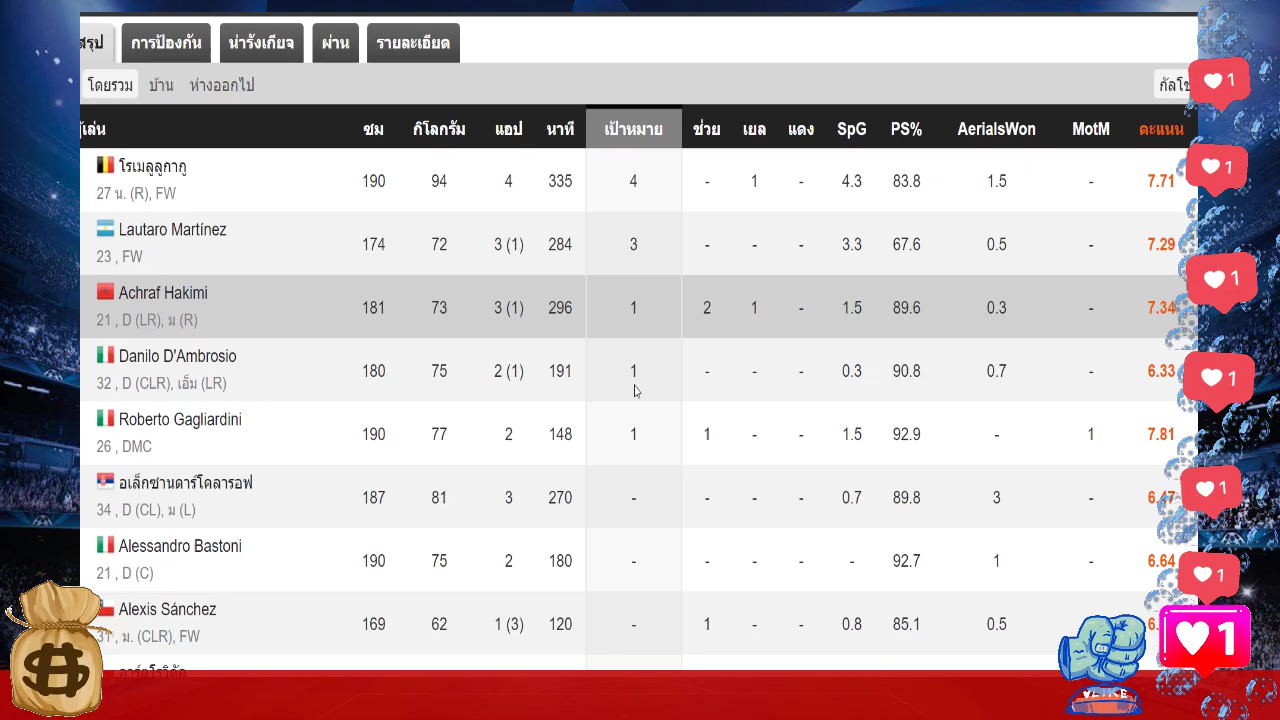 สรุป การป้องกัน น่ารังเกียจ ผ่าน รายละเอียด
โดยรวม บ้าน ห่างออกไป
ซม กิโลกรัม แอป นาที เป้าหมาย ช่วย เยล แดง SpG PS% AerialsWon MotM คะแนน
โรเมลูลูกากู 190 94 4 335 4 - 1 - 4.3 83.8 1.5 - 7.71
27 น. (R), FW
Lautaro Martínez 174 72 3 (1) 284 3 - - - 3.3 67.6 0.5 - 7.29
23 , FW
Achraf Hakimi 181 73 3 (1) 296 1 2 1 - 1.5 89.6 0.3 - 7.34
21 , D (LR), ม (R)
Danilo D'Ambrosio 180 75 2 (1) 191 1 - - - 0.3 90.8 0.7 - 6.33
32 , D (CLR), เอ็ม (LR)
Roberto Gagliardini 190 77 2 148 1 1 - - 1.5 92.9 - 1 7.81
26 , DMC
อเล็กซานดาร์โคลารอฟ 187 81 3 270 - - - - 0.7 89.8 3 - 6.47
34 , D (CL), ม (L)
Alessandro Bastoni 190 75 2 180 - - - - - 92.7 1 - 6.64
21 , D (C)
Alexis Sánchez 169 62 1 (3) 120 - 1 - - 0.8 85.1 0.5 -
31 , ม. (CLR), FW
1
1
1
1
1
1
1
LIKE